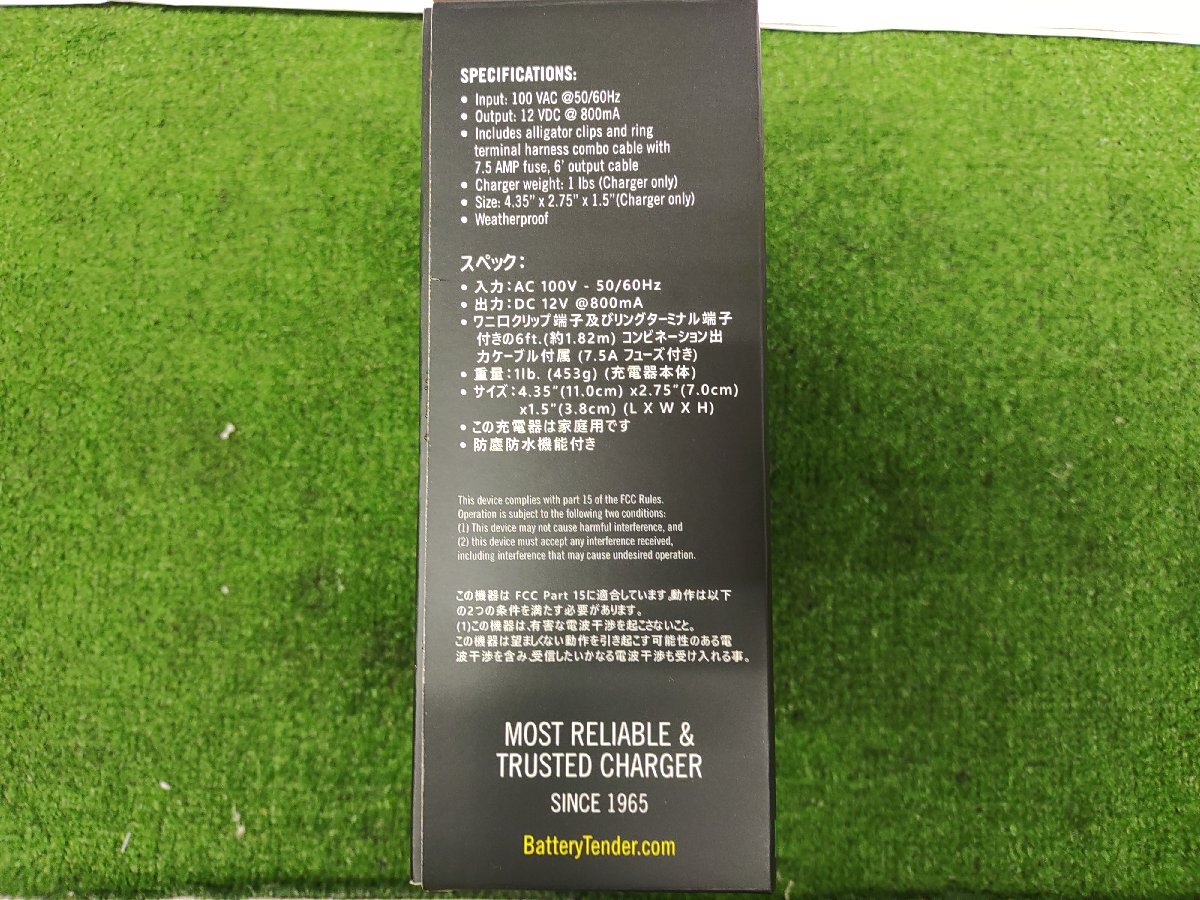 SPECIFICATIONS:
• Input: 100 VAC @50/60Hz
• Output: 12 VDC @ 800mA
• Includes alligator clips and ring
terminal harness combo cable with
7.5 AMP fuse, 6' output cable
• Charger weight: 1 lbs (Charger only)
• Size: 4.35" x 2.75" x 1.5"(Charger only)
• Weatherproof
スペック：
• 入力：AC 100V - 50/60Hz
• 出力：DC 12V @800mA
• ワニ口クリップ端子及びリングターミナル端子
付きの6ft.(約1.82m) コンビネーション出
力ケーブル付属 (7.5A フューズ付き)
• 重量：1lb. (453g) (充電器本体)
• サイズ：4.35"(11.0cm) x2.75"(7.0cm)
x1.5"(3.8cm) (L X W X H)
• この充電器は家庭用です
• 防塵防水機能付き
This device complies with part 15 of the FCC Rules.
Operation is subject to the following two conditions:
(1) This device may not cause harmful interference, and
(2) this device must accept any interference received,
including interference that may cause undesired operation.
この機器は FCC Part 15に適合しています。動作は以下
の2つの条件を満たす必要があります。
(1)この機器は、有害な電波干渉を起こさないこと。
この機器は望ましくない動作を引き起こす可能性のある電
波干渉を含み、受信したいかなる電波干渉も受け入れる事。
MOST RELIABLE &
TRUSTED CHARGER
SINCE 1965
BatteryTender.com